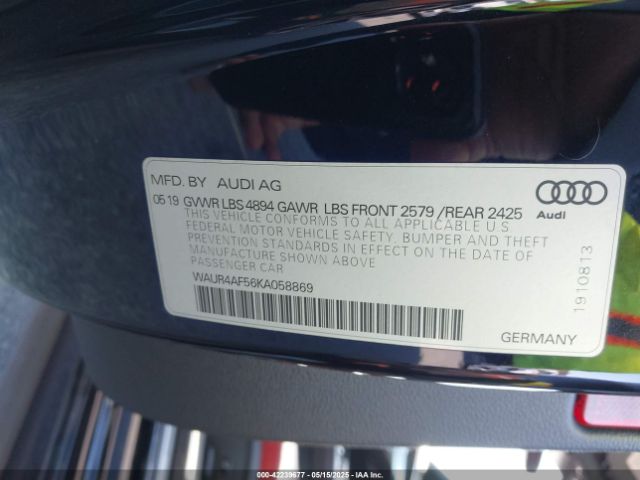 MFD. BY AUDI AG
05 19 GVWR LBS 4894 GAWR LBS FRONT 2579 /REAR 2425
THIS VEHICLE CONFORMS TO ALL APPLICABLE U.S
FEDERAL MOTOR VEHICLE SAFETY, BUMPER AND THEFT
PREVENTION STANDARDS IN EFFECT ON THE DATE OF
MANUFACTURE SHOWN ABOVE
PASSENGER CAR
WAUR4AF56KA058869
Audi
1910813
GERMANY
000-42239677 - 05/15/2025 - IAAI, Inc.